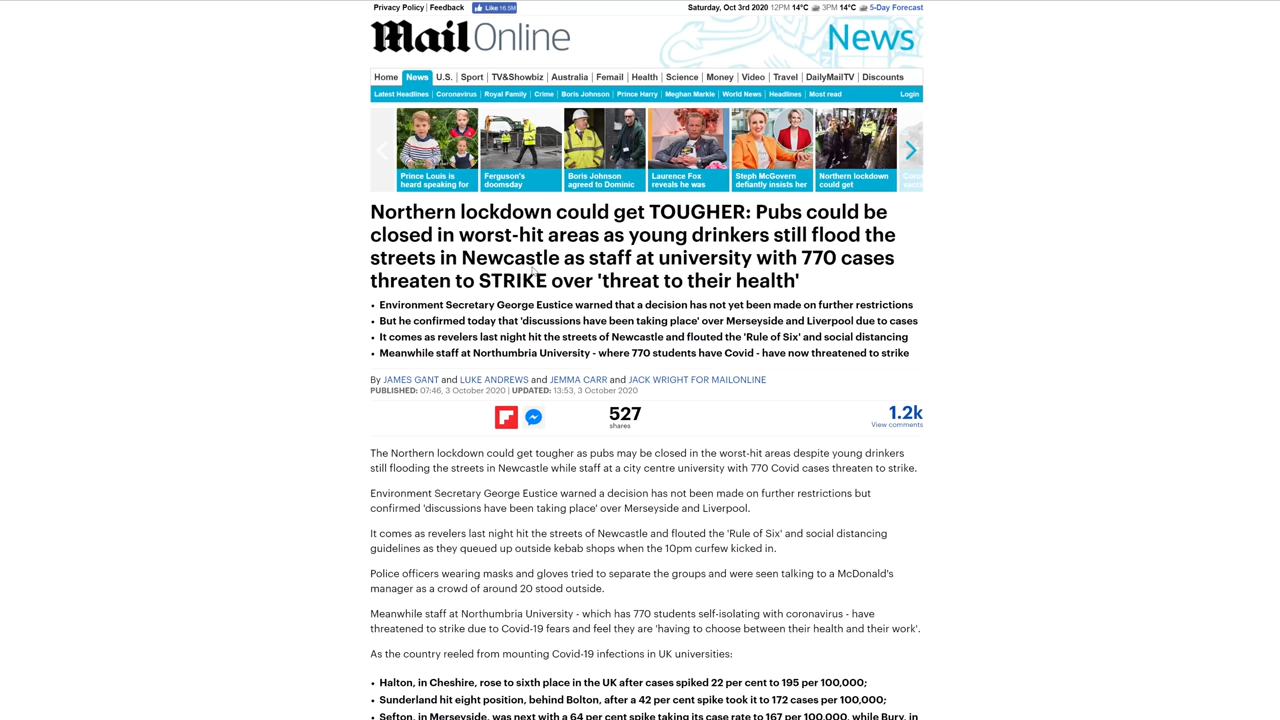 Privacy Policy | Feedback Like 16.5M Saturday, Oct 3rd 2020 12PM 14°C 3PM 14°C 5-Day Forecast
Mail Online News
Home News U.S. Sport TV&Showbiz Australia Femail Health Science Money Video Travel DailyMailTV Discounts
Latest Headlines Coronavirus Royal Family Crime Boris Johnson Prince Harry Meghan Markle World News Headlines Most read Login
Prince Louis is heard speaking for
Ferguson's doomsday
Boris Johnson agreed to Dominic
Laurence Fox reveals he was
Steph McGovern defiantly insists her
Northern lockdown could get
Northern lockdown could get TOUGHER: Pubs could be
closed in worst-hit areas as young drinkers still flood the
streets in Newcastle as staff at university with 770 cases
threaten to STRIKE over 'threat to their health'
• Environment Secretary George Eustice warned that a decision has not yet been made on further restrictions
• But he confirmed today that 'discussions have been taking place' over Merseyside and Liverpool due to cases
• It comes as revelers last night hit the streets of Newcastle and flouted the 'Rule of Six' and social distancing
• Meanwhile staff at Northumbria University - where 770 students have Covid - have now threatened to strike
By JAMES GANT and LUKE ANDREWS and JEMMA CARR and JACK WRIGHT FOR MAILONLINE
PUBLISHED: 07:46, 3 October 2020 | UPDATED: 13:53, 3 October 2020
527 shares
1.2k View comments
The Northern lockdown could get tougher as pubs may be closed in the worst-hit areas despite young drinkers
still flooding the streets in Newcastle while staff at a city centre university with 770 Covid cases threaten to strike.
Environment Secretary George Eustice warned a decision has not been made on further restrictions but
confirmed 'discussions have been taking place' over Merseyside and Liverpool.
It comes as revelers last night hit the streets of Newcastle and flouted the 'Rule of Six' and social distancing
guidelines as they queued up outside kebab shops when the 10pm curfew kicked in.
Police officers wearing masks and gloves tried to separate the groups and were seen talking to a McDonald's
manager as a crowd of around 20 stood outside.
Meanwhile staff at Northumbria University - which has 770 students self-isolating with coronavirus - have
threatened to strike due to Covid-19 fears and feel they are 'having to choose between their health and their work'.
As the country reeled from mounting Covid-19 infections in UK universities:
• Halton, in Cheshire, rose to sixth place in the UK after cases spiked 22 per cent to 195 per 100,000;
• Sunderland hit eight position, behind Bolton, after a 42 per cent spike took it to 172 cases per 100,000;
• Sefton, in Merseyside, was next with a 64 per cent spike taking its case rate to 167 per 100,000, while Bury, in